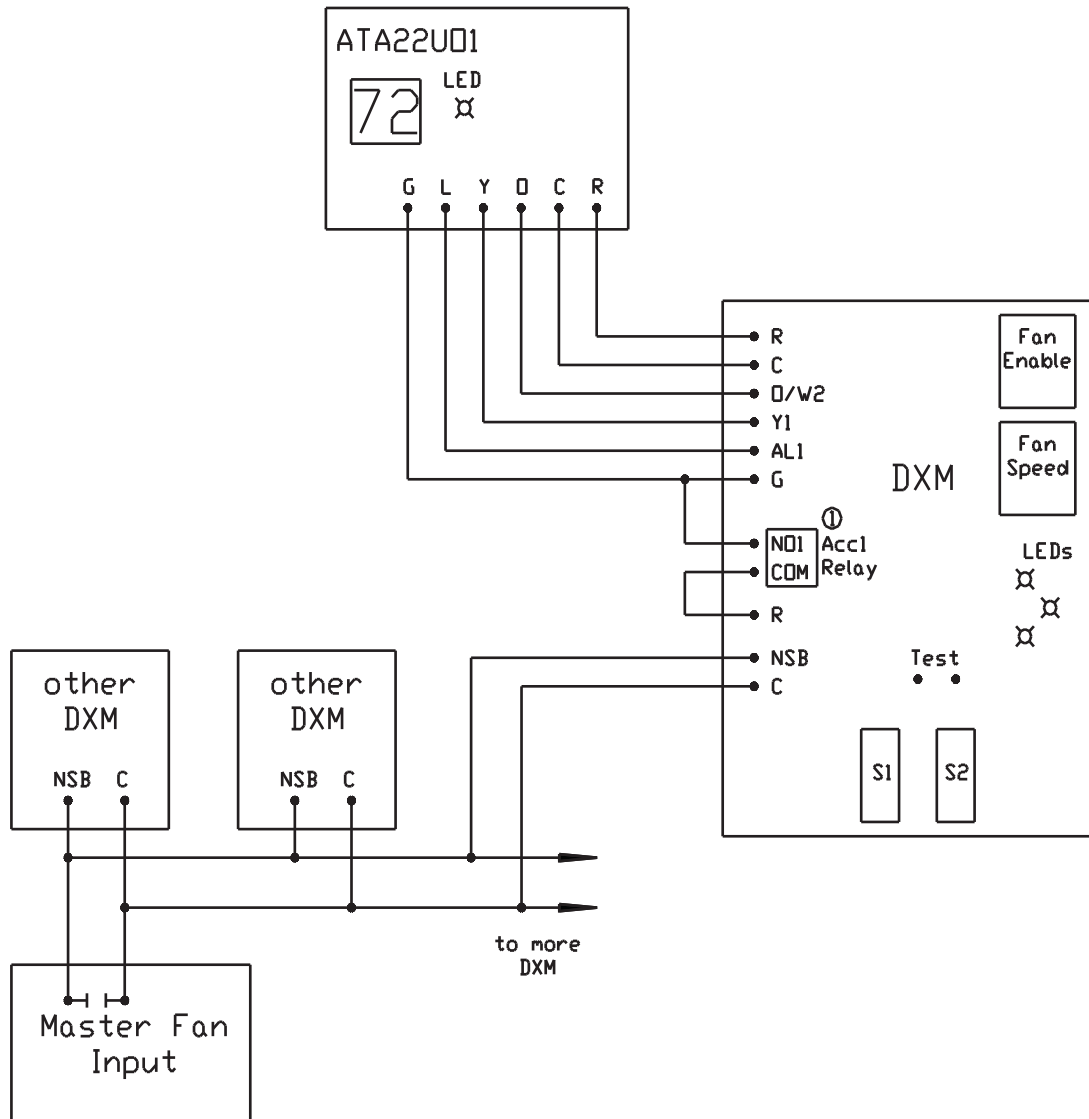 ATA22U01
LED
72
G L Y O C R
R
C
O/W2
Y1
AL1
G
Fan
Enable
Fan
Speed
DXM
1
NO1 Acc1
COM Relay
R
NSB
C
LEDs
Test
S1 S2
other
DXM
NSB C
other
DXM
NSB C
to more
DXM
Master Fan
Input